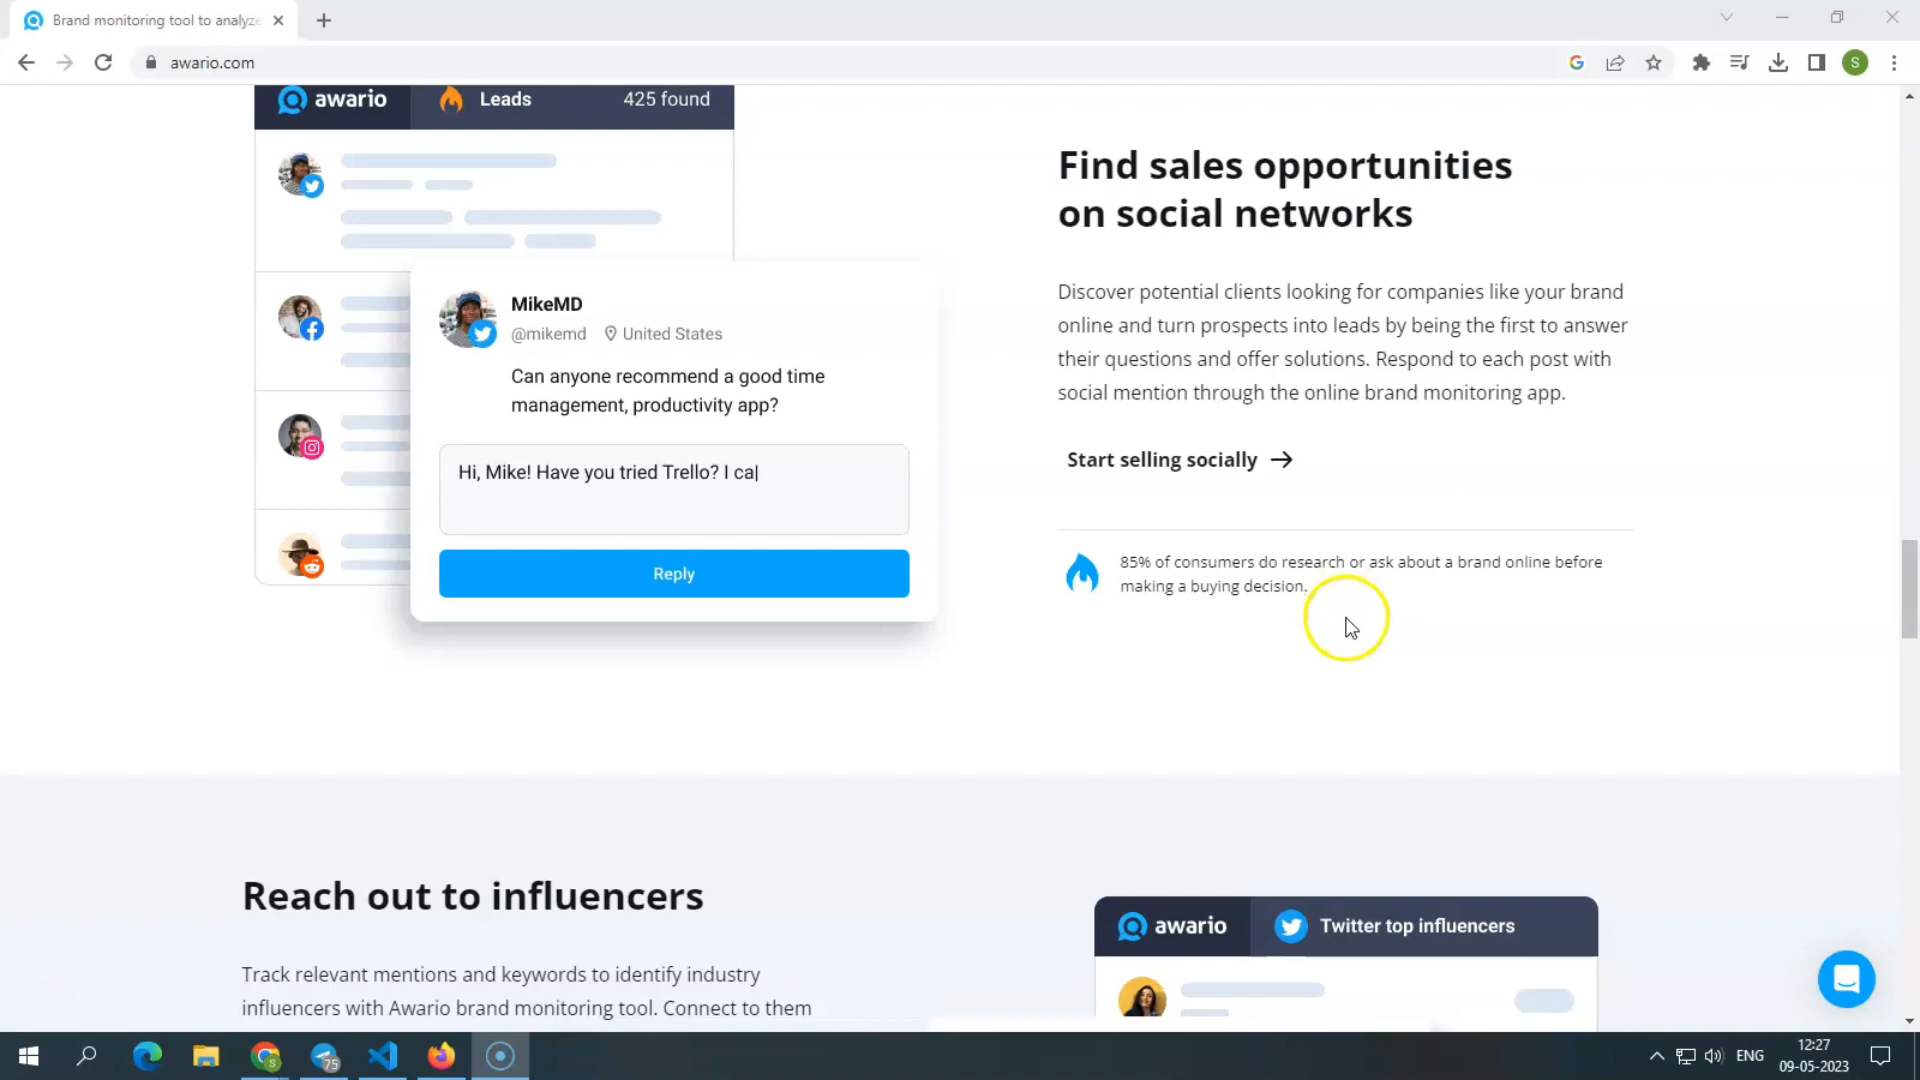 Brand monitoring tool to analyze
awario.com
S
awario
Leads
425 found
MikeMD
@mikemd
United States
Can anyone recommend a good time
management, productivity app?
Hi, Mike! Have you tried Trello? I ca
Reply
Find sales opportunities
on social networks
Discover potential clients looking for companies like your brand
online and turn prospects into leads by being the first to answer
their questions and offer solutions. Respond to each post with
social mention through the online brand monitoring app.
Start selling socially
85% of consumers do research or ask about a brand online before
making a buying decision.
Reach out to influencers
Track relevant mentions and keywords to identify industry
influencers with Awario brand monitoring tool. Connect to them
awario
Twitter top influencers
75
ENG
12:27
09-05-2023